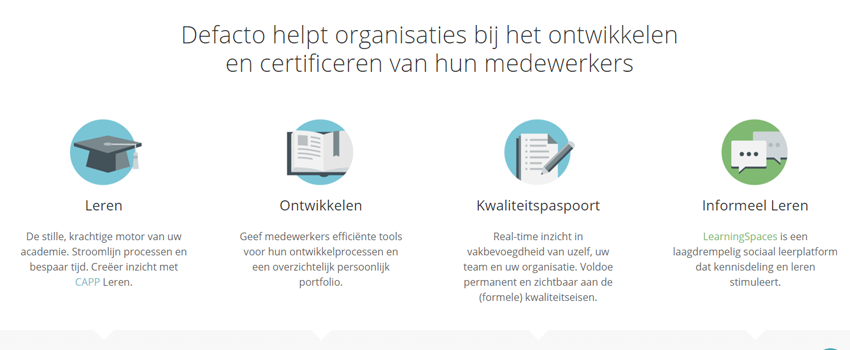 Defacto helpt organisaties bij het ontwikkelen
en certificeren van hun medewerkers
Leren
De stille, krachtige motor van uw
academie. Stroomlijn processen en
bespaar tijd. Creëer inzicht met
CAPP Leren.
Ontwikkelen
Geef medewerkers efficiënte tools
voor hun ontwikkelprocessen en
een overzichtelijk persoonlijk
portfolio.
Kwaliteitspaspoort
Real-time inzicht in
vakbevoegdheid van uzelf, uw
team en uw organisatie. Voldoe
permanent en zichtbaar aan de
(formele) kwaliteitseisen.
Informeel Leren
LearningSpaces is een
laagdrempelig sociaal leerplatform
dat kennisdeling en leren
stimuleert.